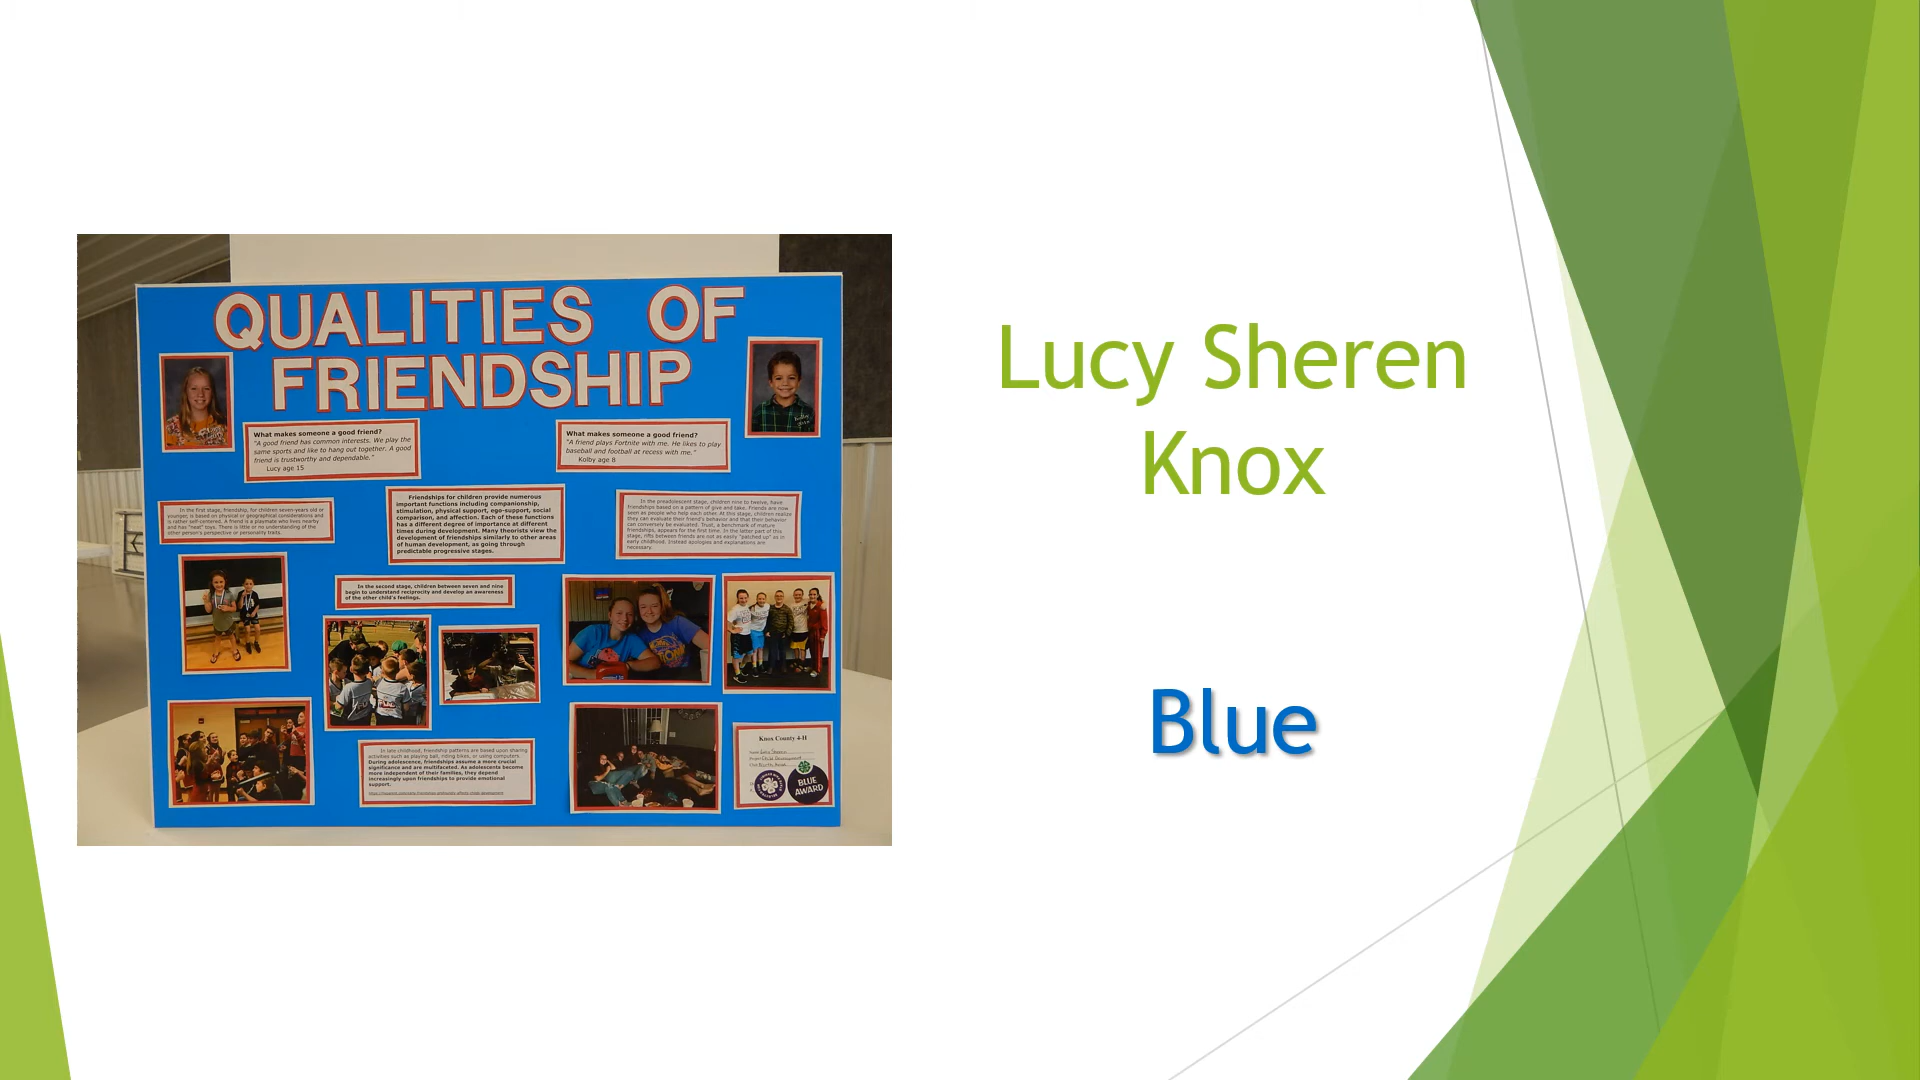 QUALITIES OF
FRIENDSHIP
What makes someone a good friend?
"A good friend has common interests. We play the
same sports and like to hang out together. A good
friend is trustworthy and dependable."
Lucy age 15
What makes someone a good friend?
"A friend plays Fortnite with me. He likes to play
baseball and football at recess with me."
Kolby age 8
In the first stage, friendship, for children seven-years old or
younger, is based on physical or geographical considerations and
is rather self-centered. A friend is a playmate who lives nearby
and has "neat" toys. There is little or no understanding of the
other person's perspective or personality traits.
Friendships for children provide numerous
important functions including companionship,
stimulation, physical support, ego-support, social
comparison, and affection. Each of these functions
has a different degree of importance at different
times during development. Many theorists view the
development of friendships similarly to other areas
of human development, as going through
predictable progressive stages.
In the preadolescent stage, children nine to twelve, have
friendships based on a pattern of give and take. Friends are now
seen as people who help each other. At this stage, children realize
they can evaluate their friend's behavior and that their behavior
can conversely be evaluated. Trust, a benchmark of mature
friendships, appears for the first time. In the latter part of this
stage, rifts between friends are not as easily "patched up" as in
early childhood. Instead apologies and explanations are
necessary.
In the second stage, children between seven and nine
begin to understand reciprocity and develop an awareness
of the other child's feelings.
In late childhood, friendship patterns are based upon sharing
activities such as playing ball, riding bikes, or using computers.
During adolescence, friendships assume a more crucial
significance and are multifaceted. As adolescents become
more independent of their families, they depend
increasingly upon friendships to provide emotional
support.
Knox County 4-H
Name Lucy Sheren
Project Child Development
Club
BLUE
AWARD
Lucy Sheren
Knox
Blue